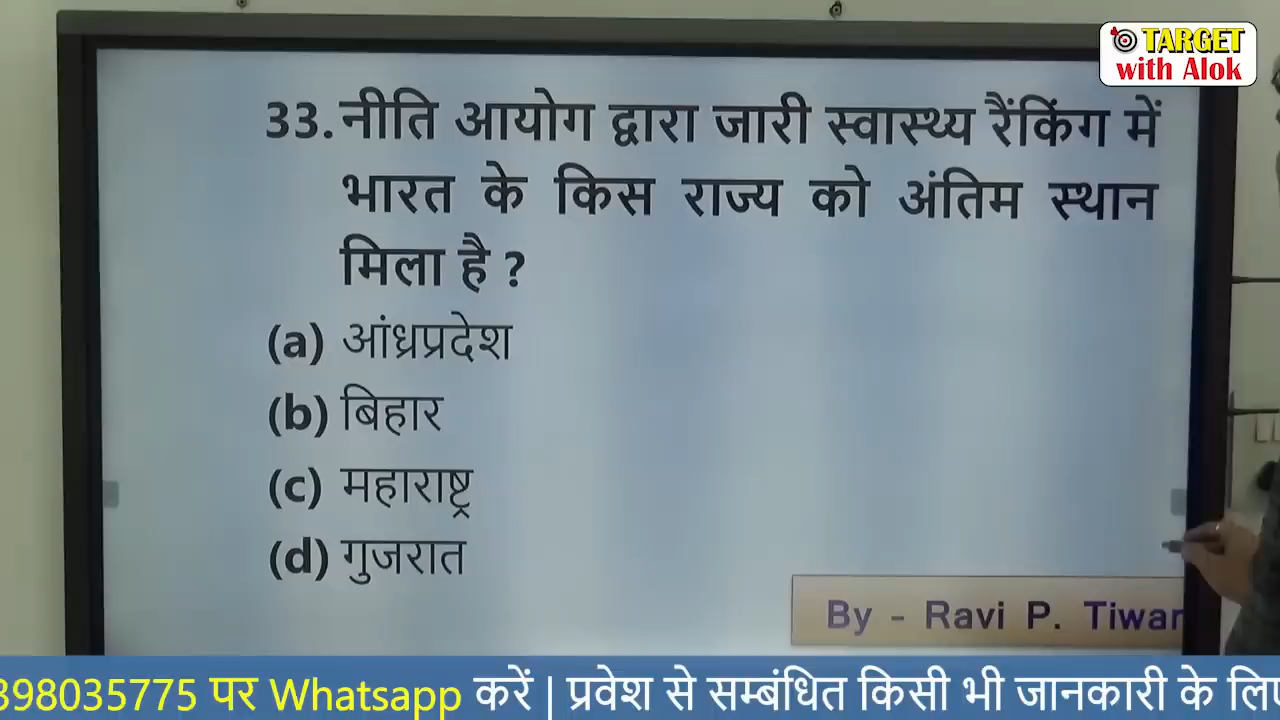 TARGET
with Alok
33. नीति आयोग द्वारा जारी स्वास्थ्य रैंकिंग में
भारत के किस राज्य को अंतिम स्थान
मिला है ?
(a) आंध्रप्रदेश
(b) बिहार
(c) महाराष्ट्र
(d) गुजरात
By - Ravi P. Tiwar
398035775 पर Whatsapp करें | प्रवेश से सम्बंधित किसी भी जानकारी के लिए